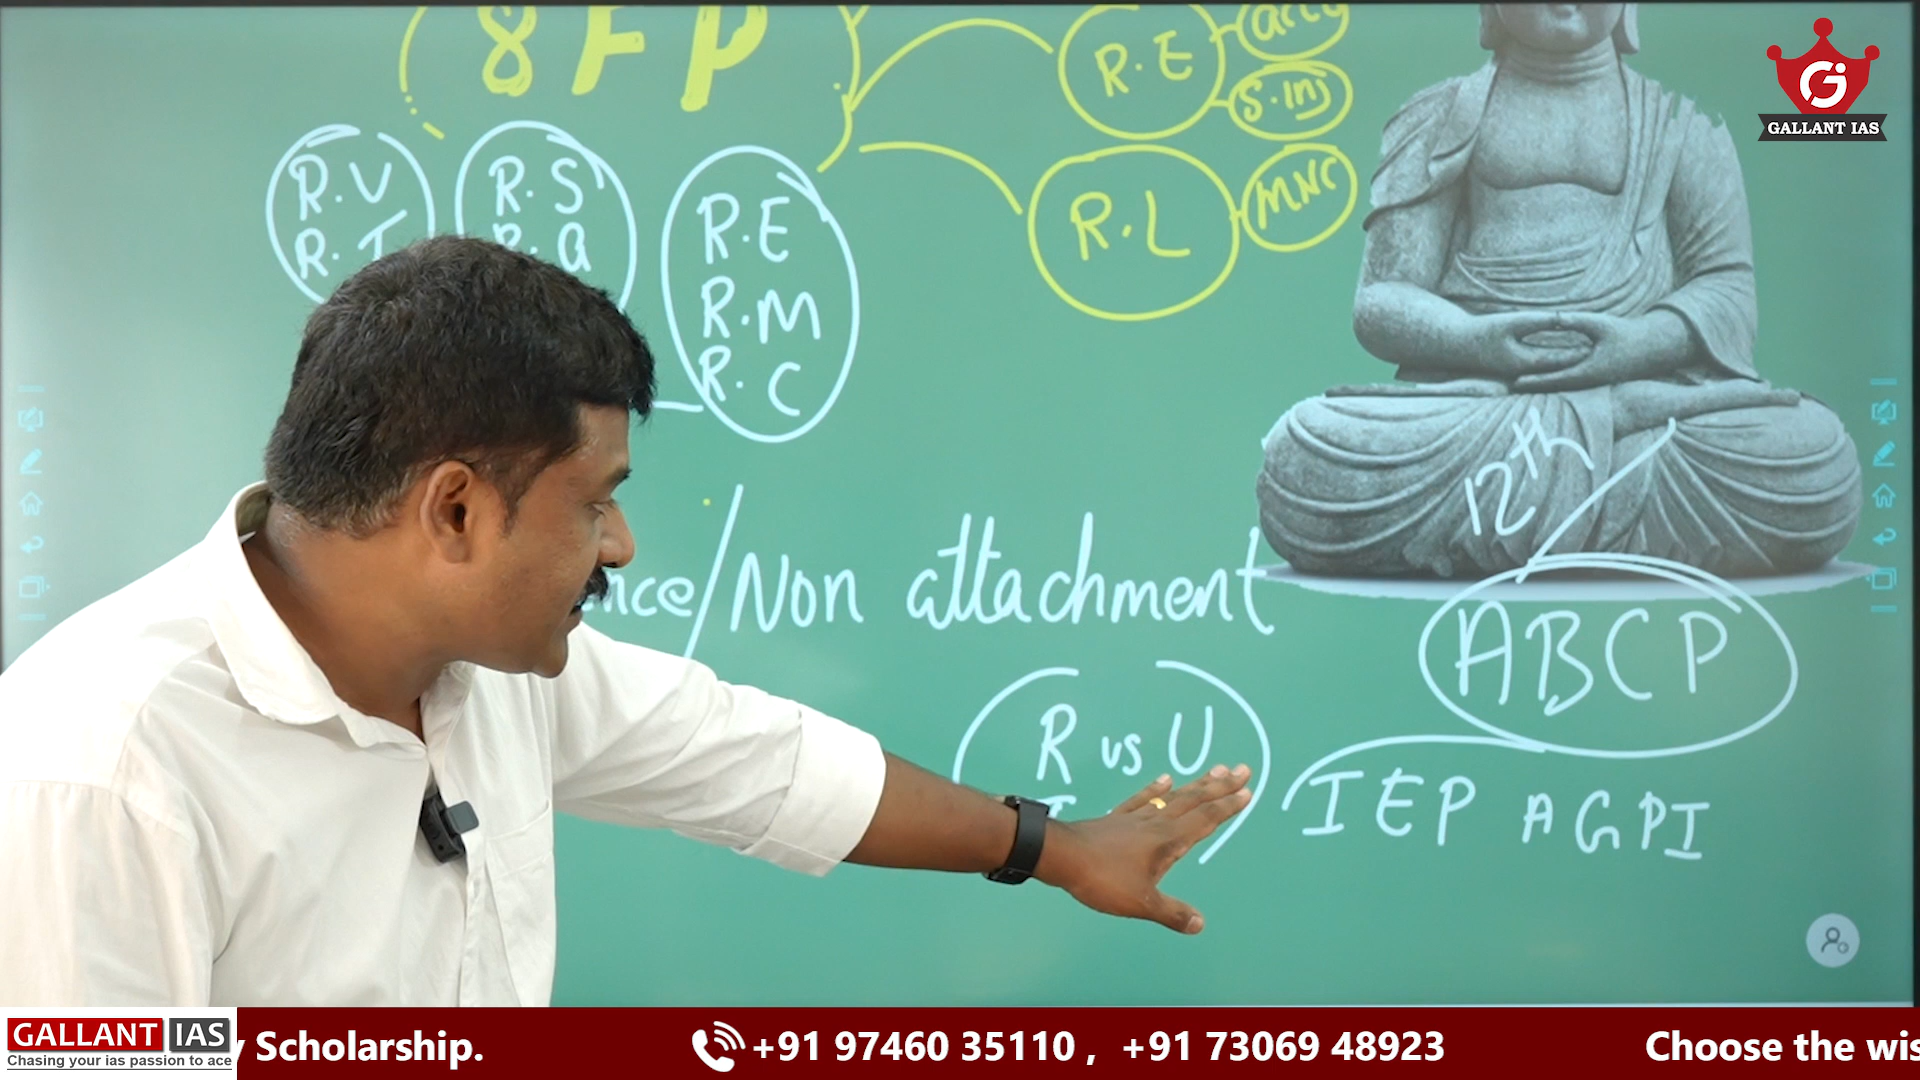 8FP
R.E
S.Inj
R.L
MNC
R.V
R.
R.S
R.a
R.E
R.M
R.C
GALLANT IAS
12th
/Non attachment
ABCP
R vs U
IEP AGPI
GALLANT IAS
Chasing your ias passion to ace
Scholarship.
+91 97460 35110 , +91 73069 48923
Choose the